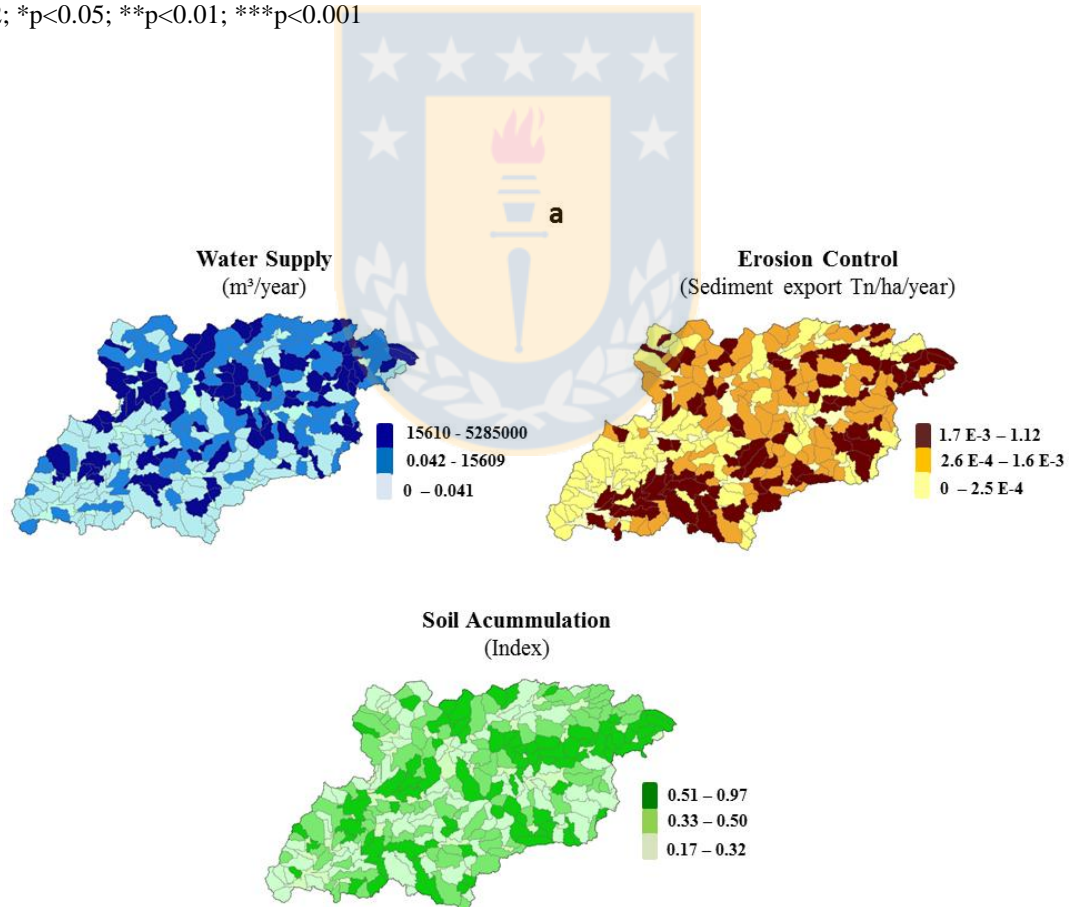 ; *p<0.05; **p<0.01; ***p<0.001
a
Water Supply
(m³/year)
15610 - 5285000
0.042 - 15609
0 – 0.041
Erosion Control
(Sediment export Tn/ha/year)
1.7 E-3 – 1.12
2.6 E-4 – 1.6 E-3
0 – 2.5 E-4
Soil Acummulation
(Index)
0.51 – 0.97
0.33 – 0.50
0.17 – 0.32